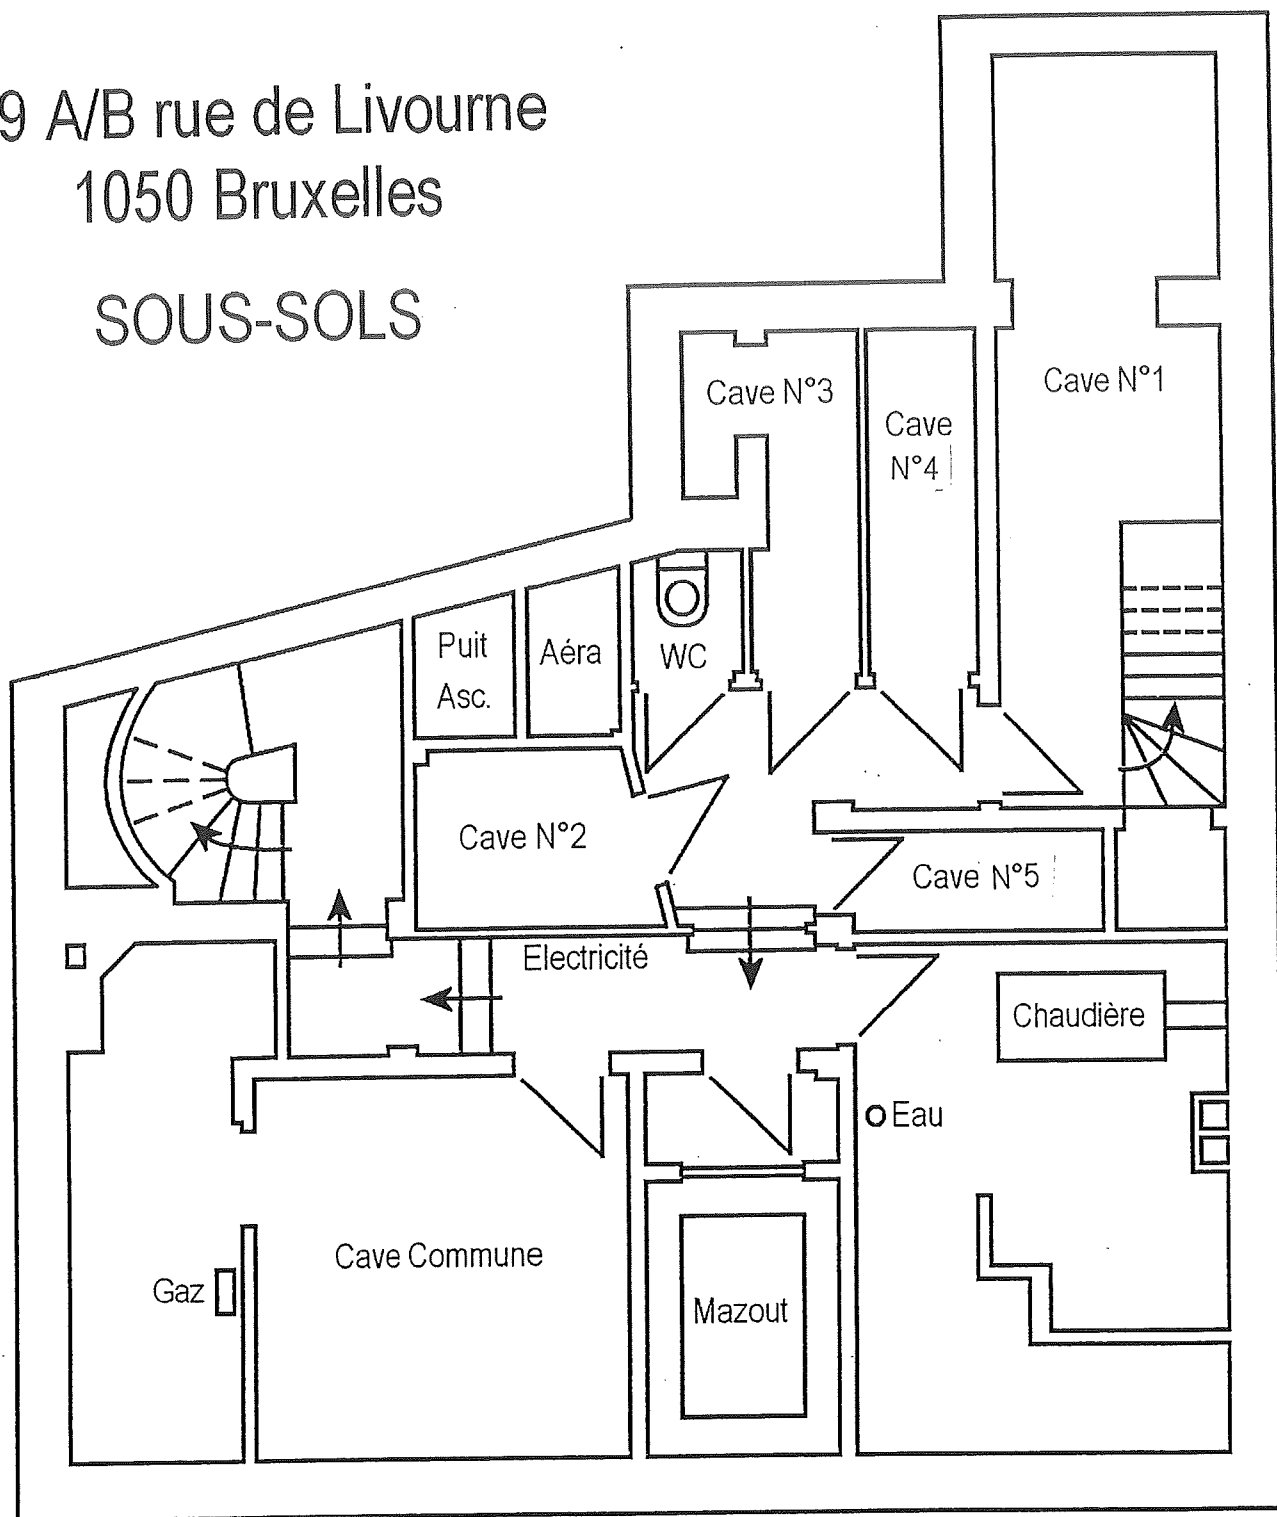 9 A/B rue de Livourne
1050 Bruxelles
SOUS-SOLS
Cave N°3
Cave N°1
Cave
N°4
Puit
Asc.
Aéra
WC
Cave N°2
Cave N°5
Electricité
Chaudière
Eau
Cave Commune
Gaz
Mazout